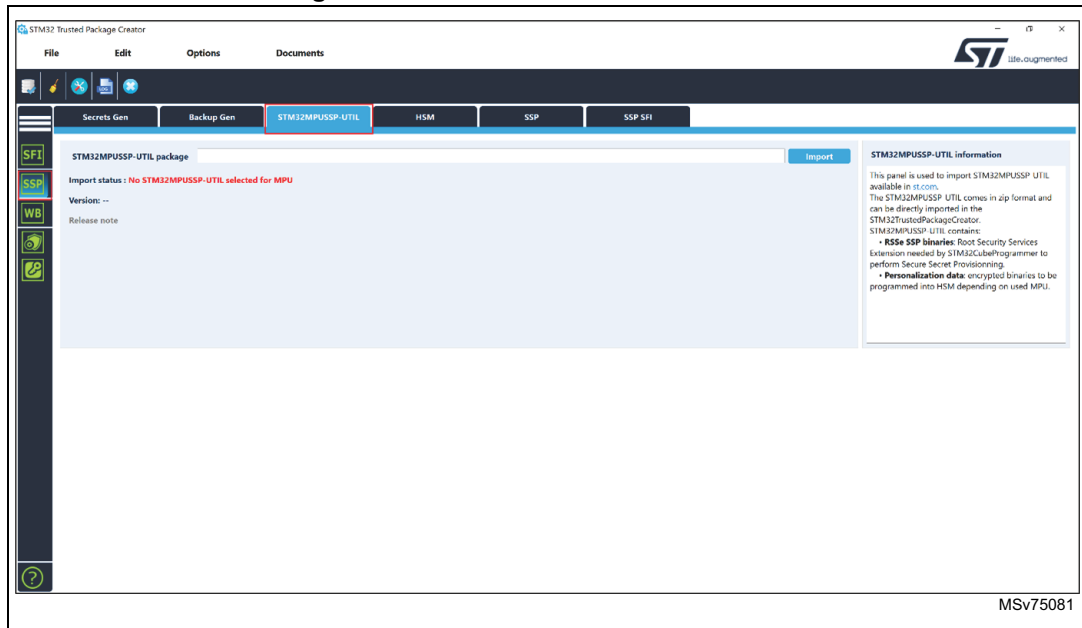 STM32 Trusted Package Creator
File Edit Options Documents
life.augmented
LOG
Secrets Gen Backup Gen STM32MPUSSP-UTIL HSM SSP SSP SFI
SFI
SSP
WB
STM32MPUSSP-UTIL package
Import
Import status : No STM32MPUSSP-UTIL selected for MPU
Version: --
Release note
STM32MPUSSP-UTIL information
This panel is used to import STM32MPUSSP UTIL
available in st.com.
The STM32MPUSSP UTIL comes in zip format and
can be directly imported in the
STM32TrustedPackageCreator.
STM32MPUSSP-UTIL contains:
• RSSe SSP binaries: Root Security Services
Extension needed by STM32CubeProgrammer to
perform Secure Secret Provisionning.
• Personalization data: encrypted binaries to be
programmed into HSM depending on used MPU.
?
MSv75081